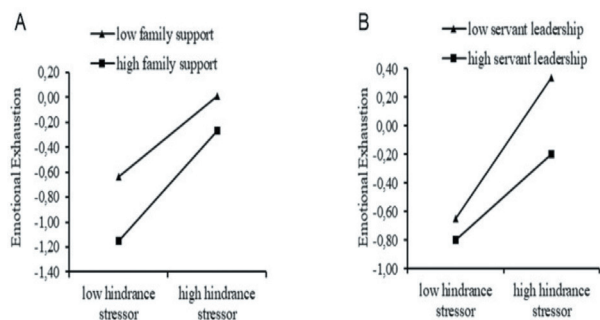 A
low family support
high family support
0,20
0,00
-0,20
-0,40
-0,60
-0,80
-1,00
-1,20
-1,40
Emotional Exhaustion
low hindrance
stressor
high hindrance
stressor
B
low servant leadership
high servant leadership
0,40
0,20
0,00
-0,20
-0,40
-0,60
-0,80
-1,00
Emotional Exhaustion
low hindrance
stressor
high hindrance
stressor